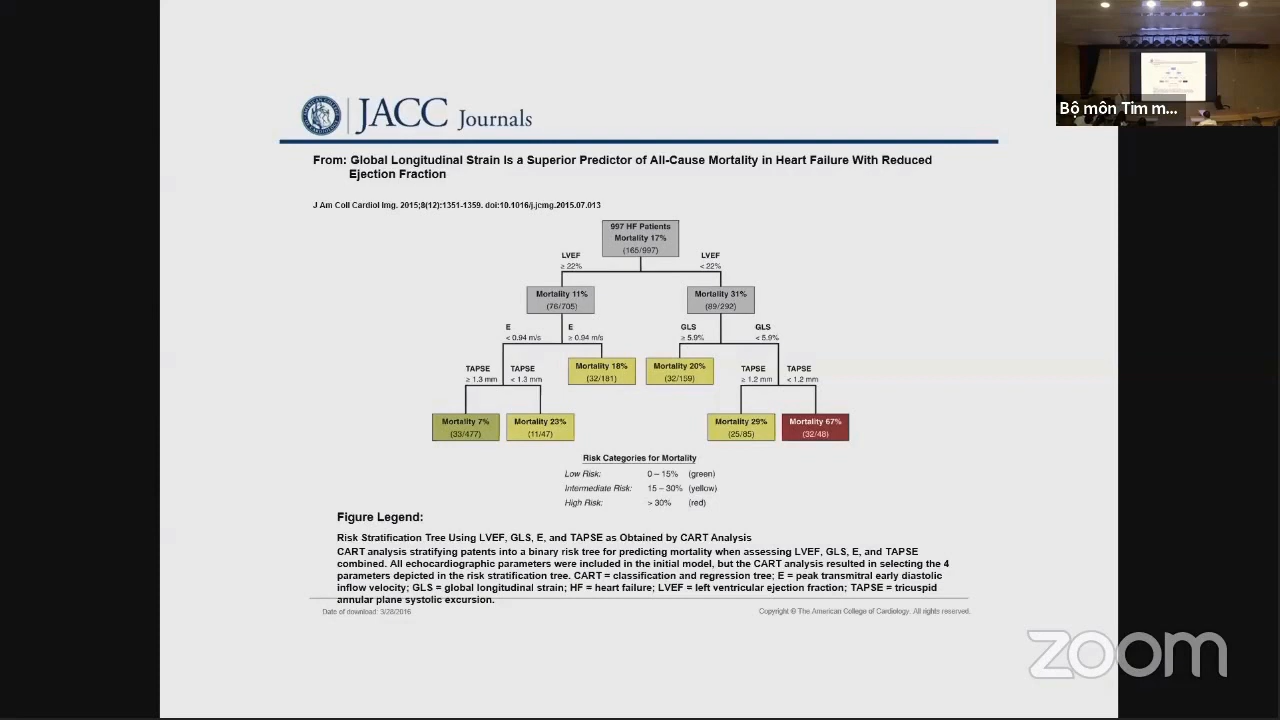 Bộ môn Tim m...
JACC Journals
From: Global Longitudinal Strain Is a Superior Predictor of All-Cause Mortality in Heart Failure With Reduced
Ejection Fraction
J Am Coll Cardiol Img. 2015;8(12):1351-1359. doi:10.1016/j.jcmg.2015.07.013
997 HF Patients
Mortality 17%
(165/997)
LVEF
≥ 22%
LVEF
< 22%
Mortality 11%
(76/705)
Mortality 31%
(89/292)
E
< 0.94 m/s
E
≥ 0.94 m/s
GLS
≥ 5.9%
GLS
< 5.9%
Mortality 18%
(32/181)
Mortality 20%
(32/159)
TAPSE
≥ 1.3 mm
TAPSE
< 1.3 mm
TAPSE
≥ 1.2 mm
TAPSE
< 1.2 mm
Mortality 7%
(33/477)
Mortality 23%
(11/47)
Mortality 29%
(25/85)
Mortality 67%
(32/48)
Risk Categories for Mortality
Low Risk: 0 – 15% (green)
Intermediate Risk: 15 – 30% (yellow)
High Risk: > 30% (red)
Figure Legend:
Risk Stratification Tree Using LVEF, GLS, E, and TAPSE as Obtained by CART Analysis
CART analysis stratifying patents into a binary risk tree for predicting mortality when assessing LVEF, GLS, E, and TAPSE
combined. All echocardiographic parameters were included in the initial model, but the CART analysis resulted in selecting the 4
parameters depicted in the risk stratification tree. CART = classification and regression tree; E = peak transmitral early diastolic
inflow velocity; GLS = global longitudinal strain; HF = heart failure; LVEF = left ventricular ejection fraction; TAPSE = tricuspid
annular plane systolic excursion.
Date of download: 3/28/2016
Copyright © The American College of Cardiology. All rights reserved.
zoom